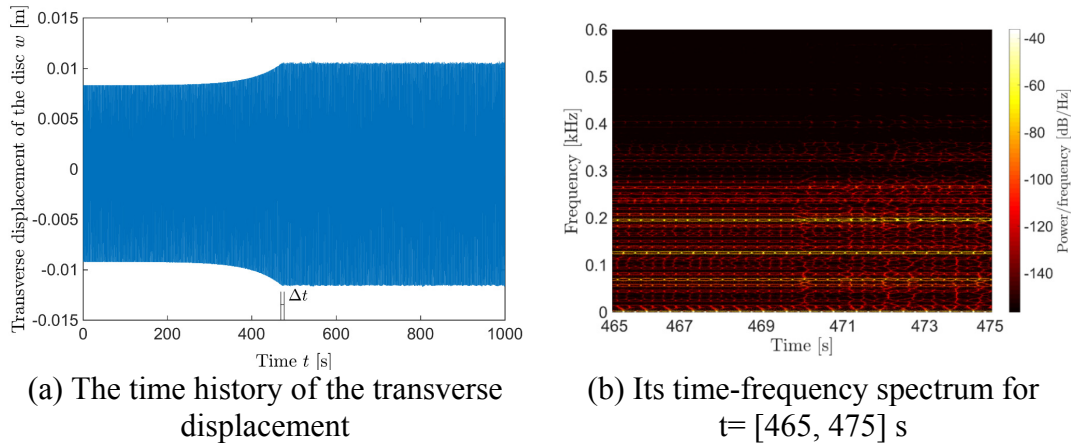 Transverse displacement of the disc w [m]
0.015
0.01
0.005
0
-0.005
-0.01
-0.015
Δt
0 200 400 600 800 1000
Time t [s]
(a) The time history of the transverse
displacement
Frequency [kHz]
0.6
0.5
0.4
0.3
0.2
0.1
0
465 467 469 471 473 475
Time [s]
-40
-60
-80
-100
-120
-140
Power/frequency [dB/Hz]
(b) Its time-frequency spectrum for
t= [465, 475] s